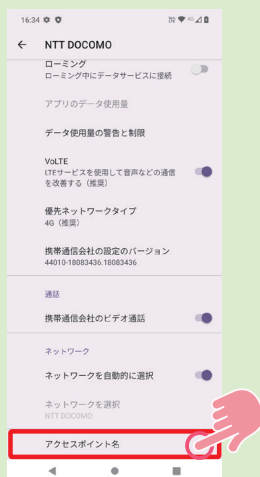 16:34
4G
NTT DOCOMO
ローミング
ローミング中にデータサービスに接続
アプリのデータ使用量
データ使用量の警告と制限
VoLTE
LTEサービスを使用して音声などの通信
を改善する（推奨）
優先ネットワークタイプ
4G（推奨）
携帯通信会社の設定のバージョン
44010-18083436.18083436
通話
携帯通信会社のビデオ通話
ネットワーク
ネットワークを自動的に選択
ネットワークを選択
NTT DOCOMO
アクセスポイント名